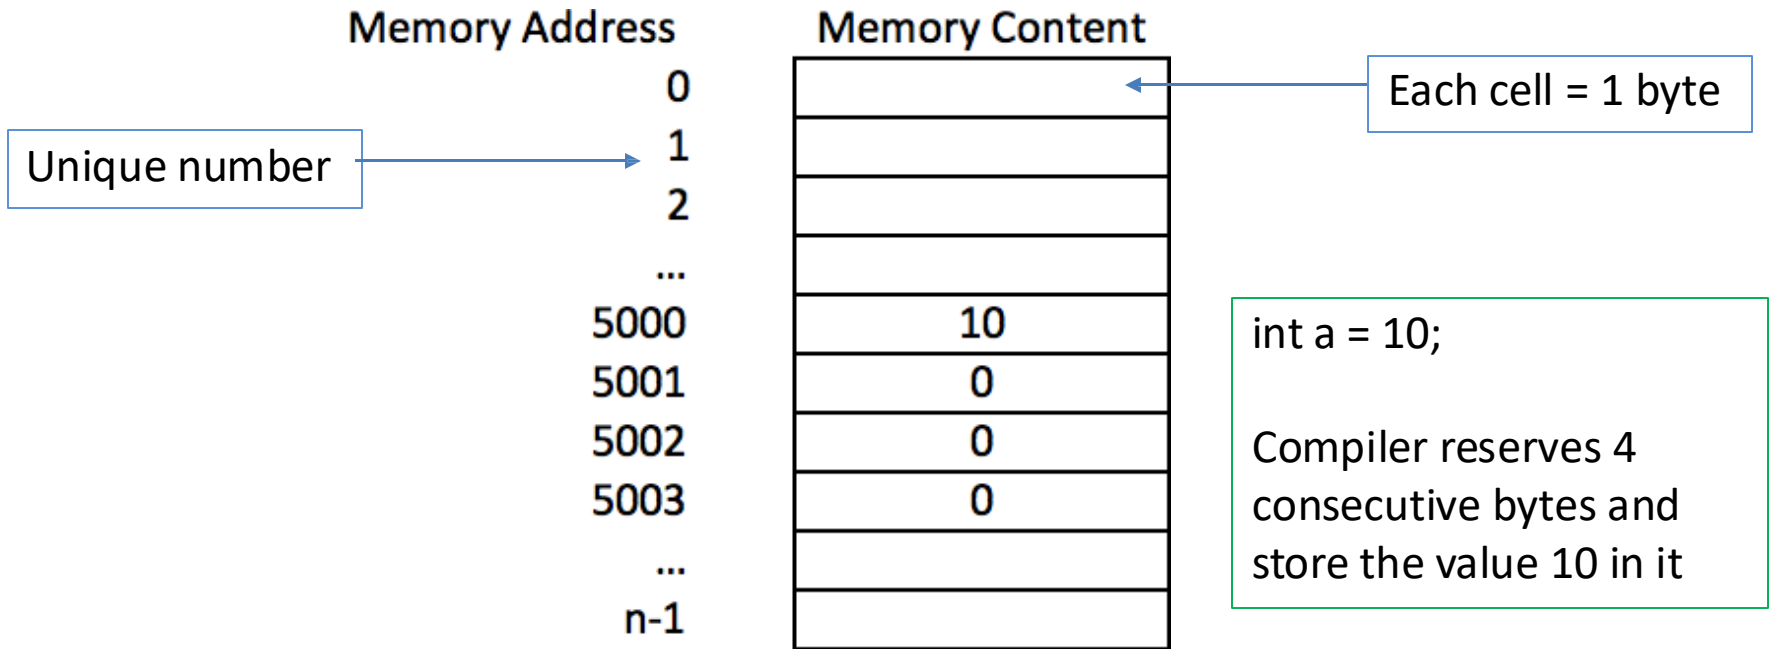 Memory Address Memory Content
0
Each cell = 1 byte
Unique number
1
2
...
5000 10
5001 0
5002 0
5003 0
...
n-1
int a = 10;
Compiler reserves 4
consecutive bytes and
store the value 10 in it